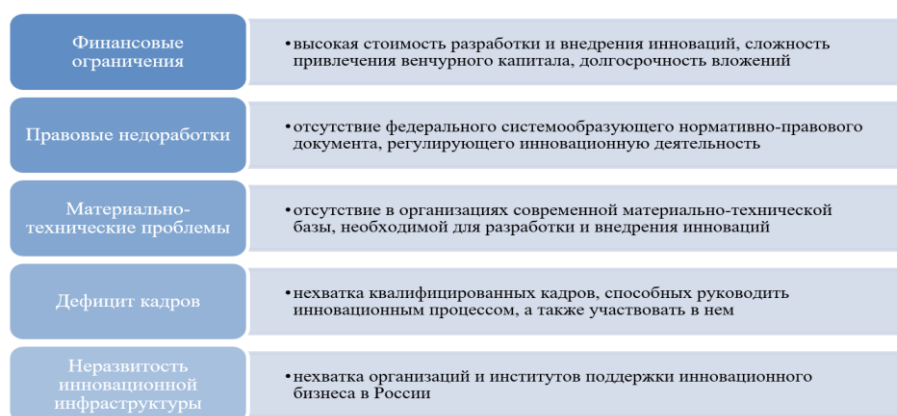 Финансовые
ограничения
•высокая стоимость разработки и внедрения инноваций, сложность
привлечения венчурного капитала, долгосрочность вложений
Правовые недоработки
•отсутствие федерального системообразующего нормативно-правового
документа, регулирующего инновационную деятельность
Материально-
технические проблемы
•отсутствие в организациях современной материально-технической
базы, необходимой для разработки и внедрения инноваций
Дефицит кадров
•нехватка квалифицированных кадров, способных руководить
инновационным процессом, а также участвовать в нем
Неразвитость
инновационной
инфраструктуры
•нехватка организаций и институтов поддержки инновационного
бизнеса в России